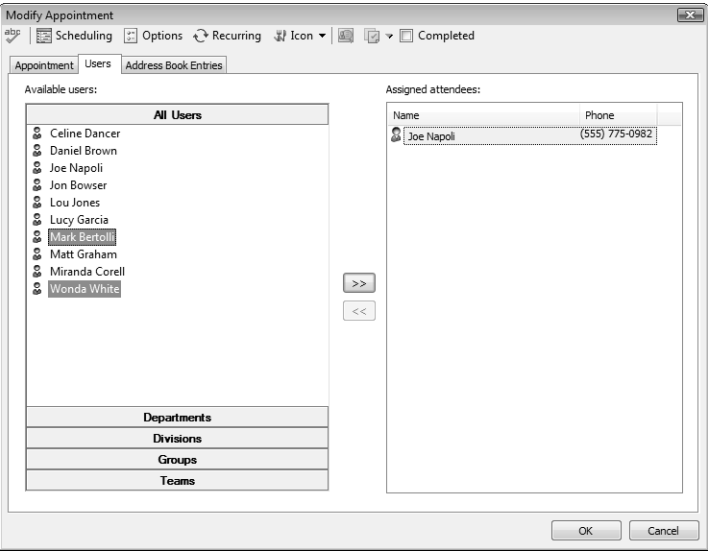 Modify Appointment
abc Scheduling Options Recurring Icon Completed
Appointment Users Address Book Entries
Available users:
All Users
Celine Dancer
Daniel Brown
Joe Napoli
Jon Bowser
Lou Jones
Lucy Garcia
Mark Bertolli
Matt Graham
Miranda Corell
Wonda White
Departments
Divisions
Groups
Teams
>>
<<
Assigned attendees:
Name Phone
Joe Napoli (555) 775-0982
OK Cancel